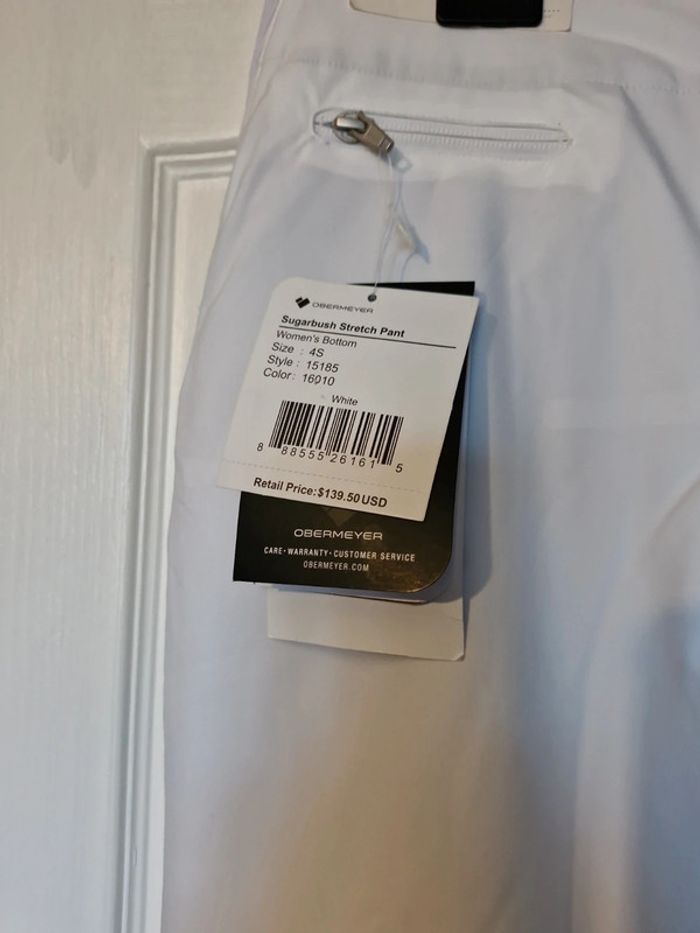 OBERMEYER
Sugarbush Stretch Pant
Women's Bottom
Size : 4S
Style : 15185
Color: 16010
White
8 88555 26161 5
Retail Price:$139.50 USD
OBERMEYER
CARE • WARRANTY • CUSTOMER SERVICE
OBERMEYER.COM